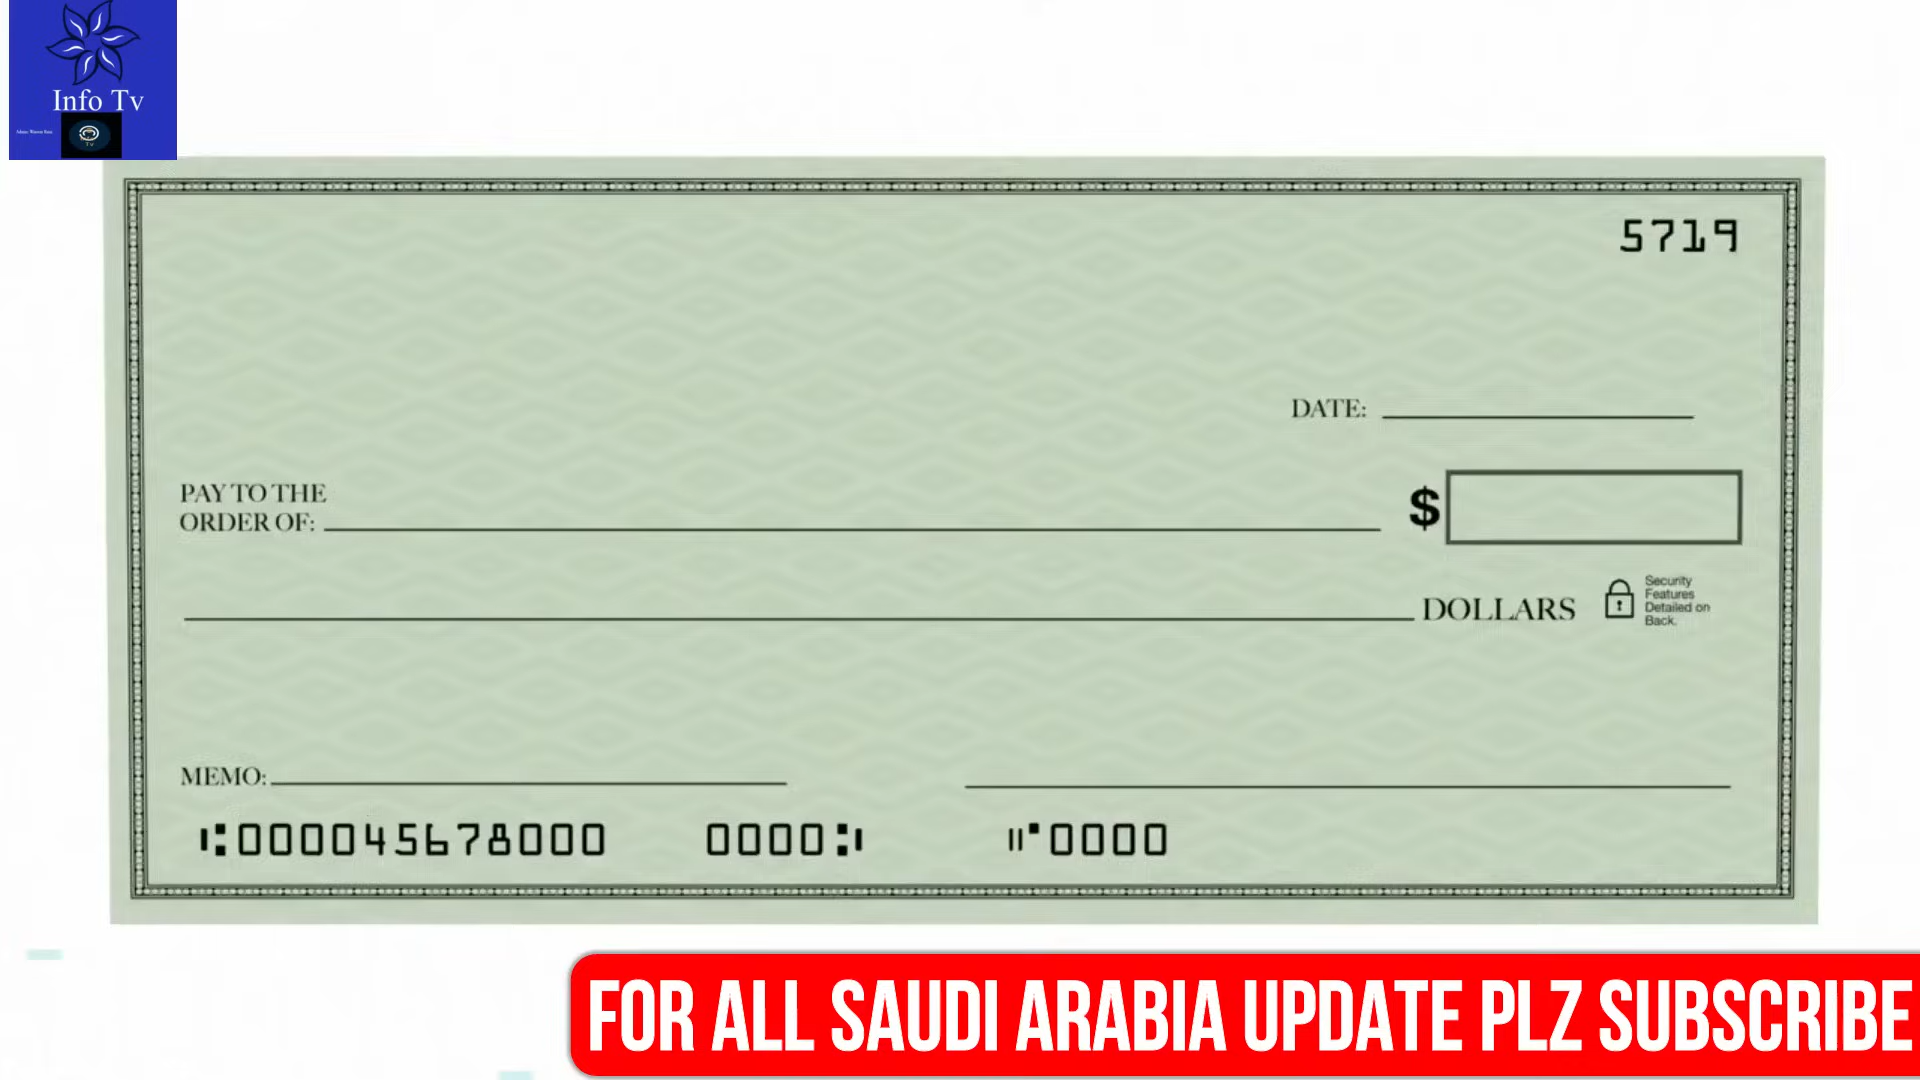 Info Tv
TV
5719
DATE:
PAY TO THE
ORDER OF:
$
DOLLARS
Security
Features
Detailed on
Back.
MEMO:
⑆000045678000 0000⑆ ⑈0000
FOR ALL SAUDI ARABIA UPDATE PLZ SUBSCRIBE